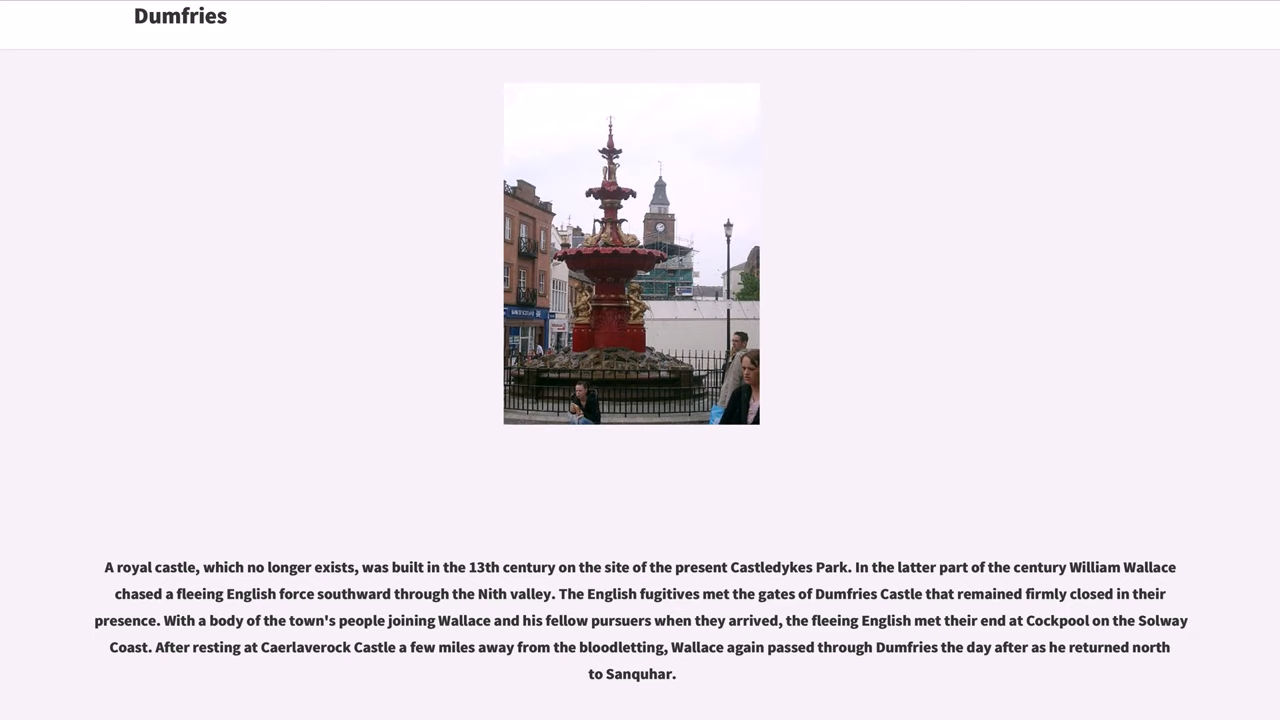 Dumfries
A royal castle, which no longer exists, was built in the 13th century on the site of the present Castledykes Park. In the latter part of the century William Wallace
chased a fleeing English force southward through the Nith valley. The English fugitives met the gates of Dumfries Castle that remained firmly closed in their
presence. With a body of the town's people joining Wallace and his fellow pursuers when they arrived, the fleeing English met their end at Cockpool on the Solway
Coast. After resting at Caerlaverock Castle a few miles away from the bloodletting, Wallace again passed through Dumfries the day after as he returned north
to Sanquhar.